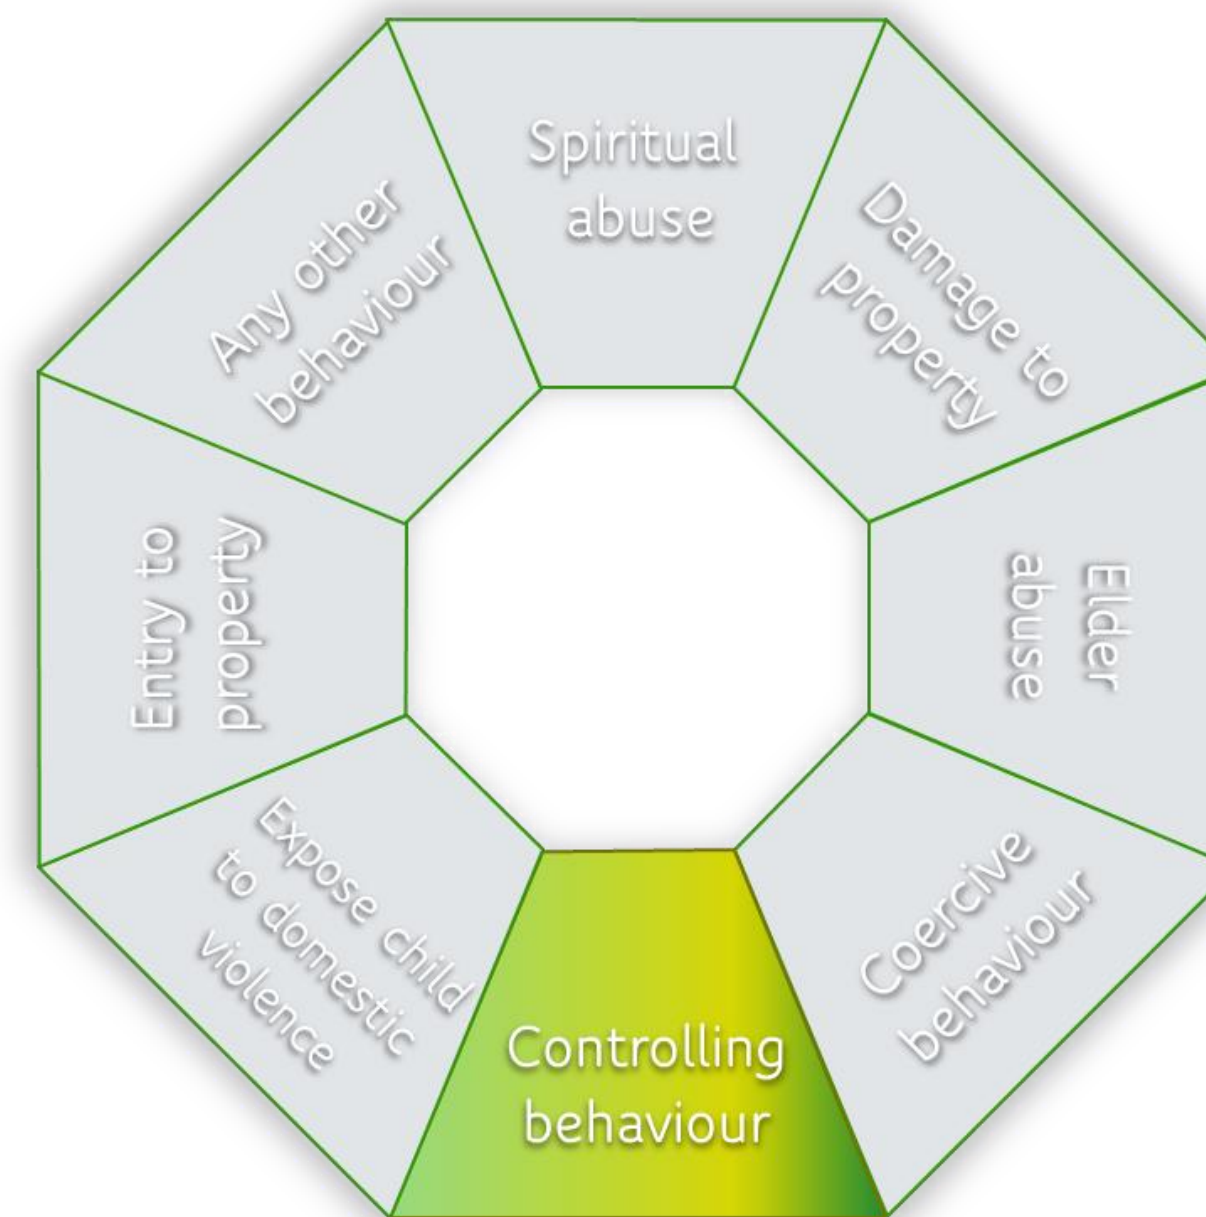 Spiritual
abuse
Damage to
property
Elder
abuse
Coercive
behaviour
Controlling
behaviour
Expose child
to domestic
violence
Entry to
property
Any other
behaviour